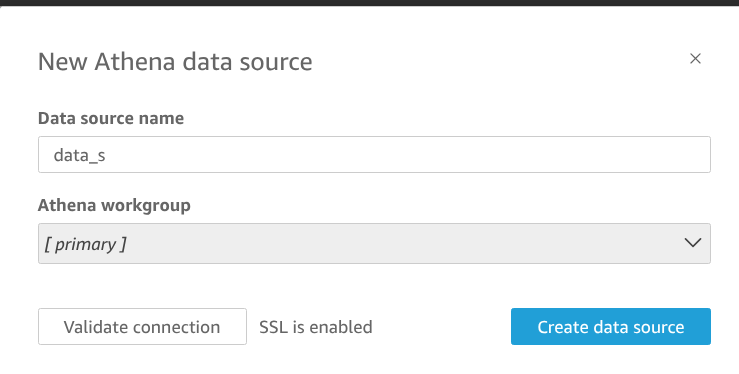 New Athena data source
Data source name
data_s
Athena workgroup
[ primary ]
Validate connection SSL is enabled Create data source